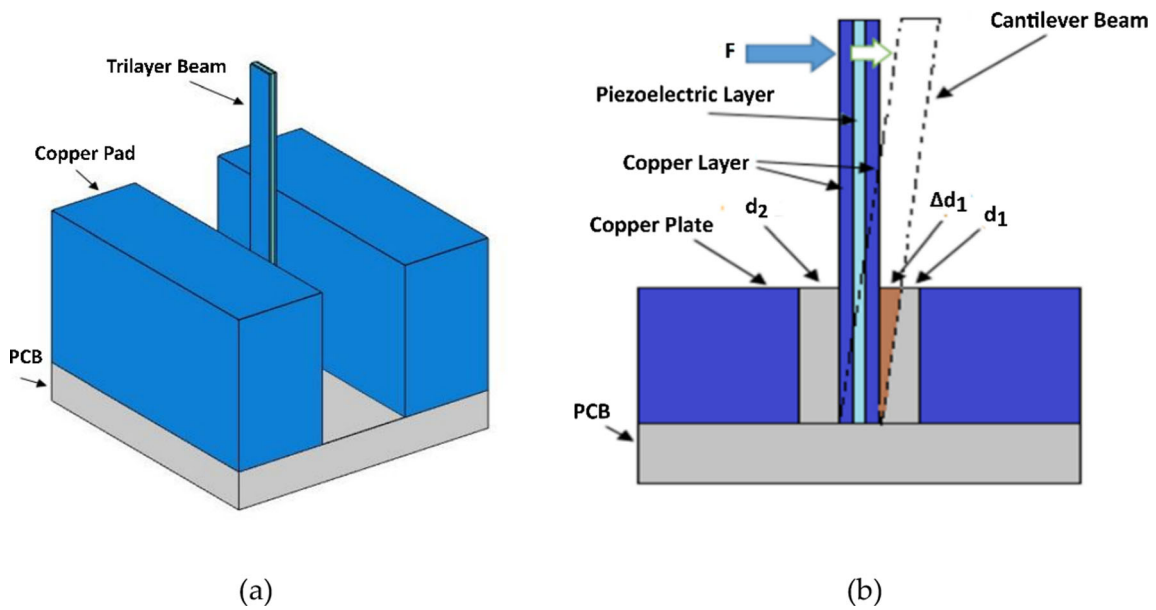 Trilayer Beam
Copper Pad
PCB
(a)
Cantilever Beam
F
Piezoelectric Layer
Copper Layer
d₂
Δd₁
d₁
Copper Plate
PCB
(b)